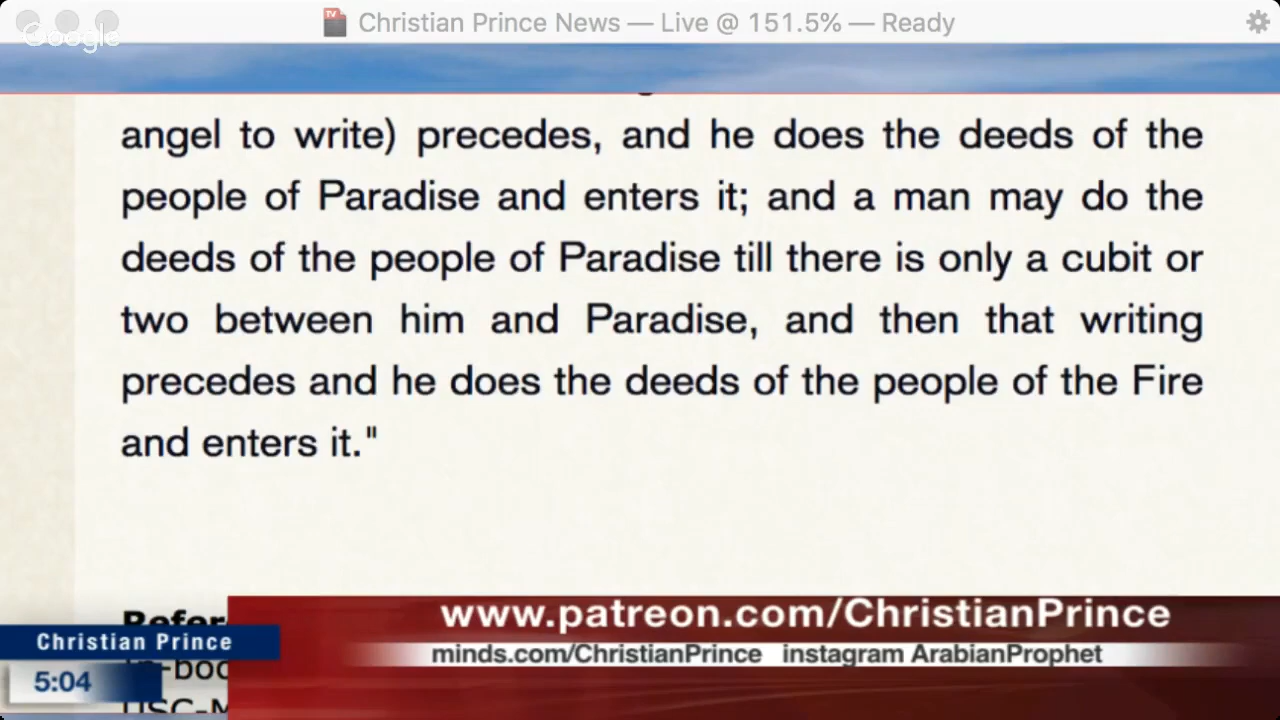 Christian Prince News — Live @ 151.5% — Ready
Google
angel to write) precedes, and he does the deeds of the
people of Paradise and enters it; and a man may do the
deeds of the people of Paradise till there is only a cubit or
two between him and Paradise, and then that writing
precedes and he does the deeds of the people of the Fire
and enters it."
www.patreon.com/ChristianPrince
Christian Prince
minds.com/ChristianPrince instagram ArabianProphet
5:04